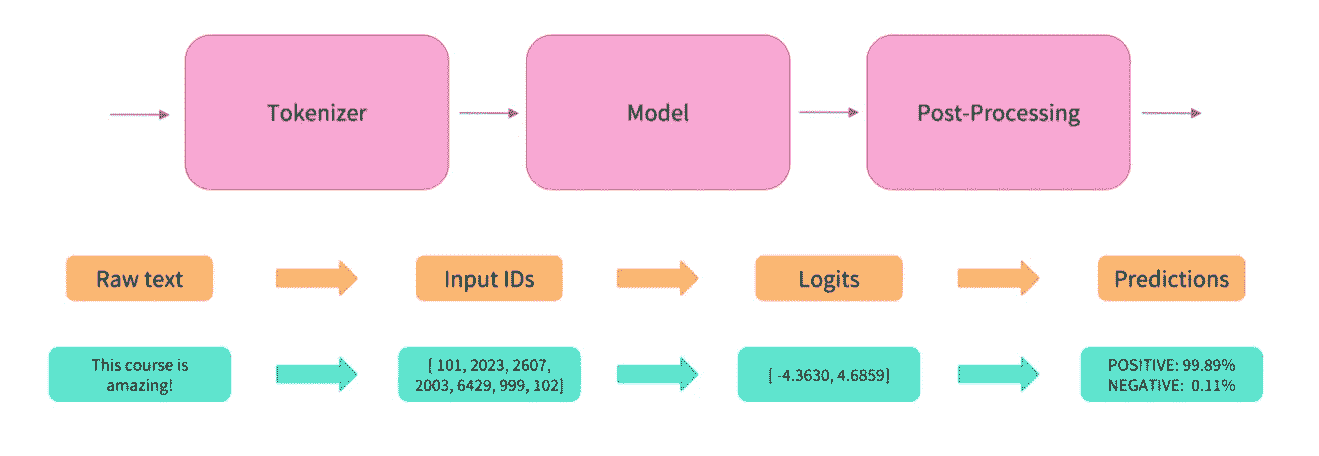 Tokenizer
Model
Post-Processing
Raw text
Input IDs
Logits
Predictions
This course is
amazing!
[ 101, 2023, 2607,
2003, 6429, 999, 102]
[ -4.3630, 4.6859]
POSITIVE: 99.89%
NEGATIVE: 0.11%